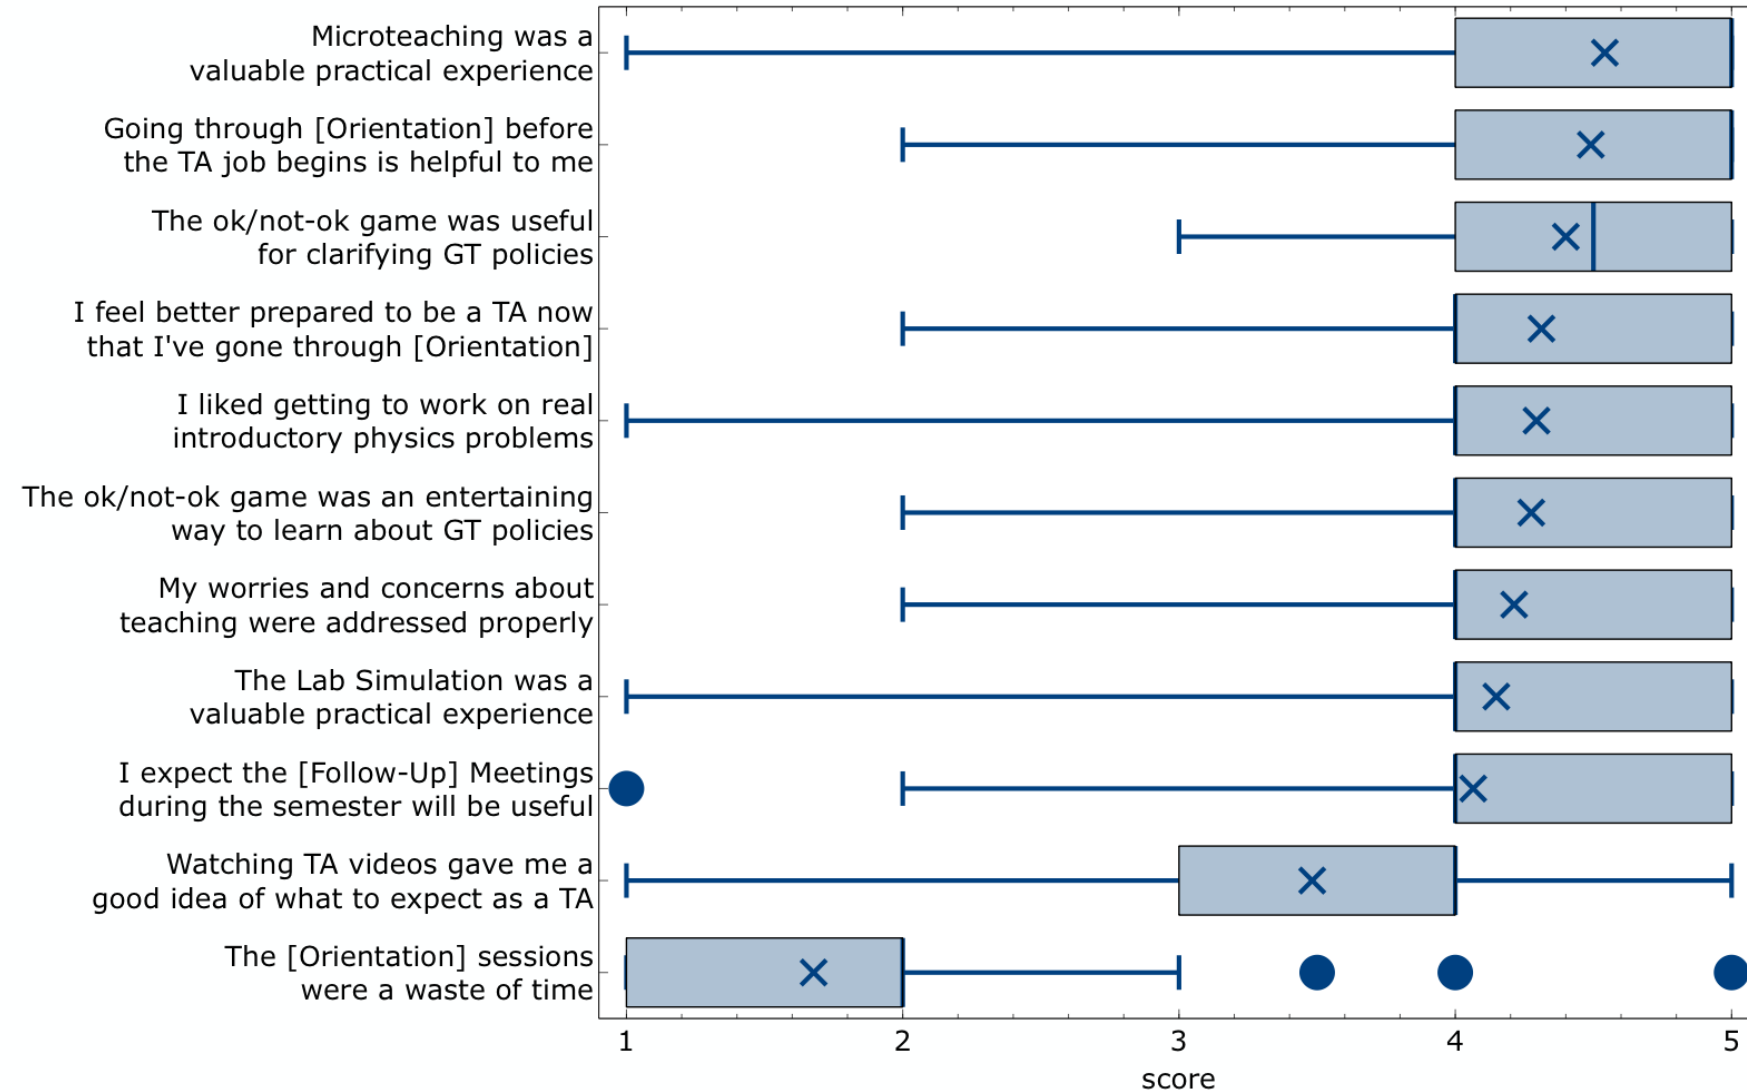 Microteaching was a
valuable practical experience
Going through [Orientation] before
the TA job begins is helpful to me
The ok/not-ok game was useful
for clarifying GT policies
I feel better prepared to be a TA now
that I've gone through [Orientation]
I liked getting to work on real
introductory physics problems
The ok/not-ok game was an entertaining
way to learn about GT policies
My worries and concerns about
teaching were addressed properly
The Lab Simulation was a
valuable practical experience
I expect the [Follow-Up] Meetings
during the semester will be useful
Watching TA videos gave me a
good idea of what to expect as a TA
The [Orientation] sessions
were a waste of time
1 2 3 4 5
score